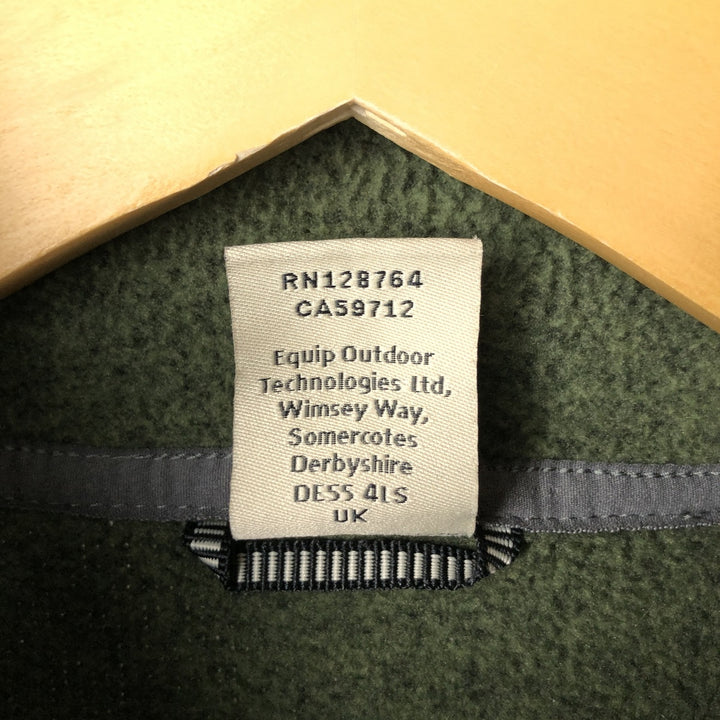 RN128764
CA59712
Equip Outdoor
Technologies Ltd,
Wimsey Way,
Somercotes
Derbyshire
DE55 4LS
UK